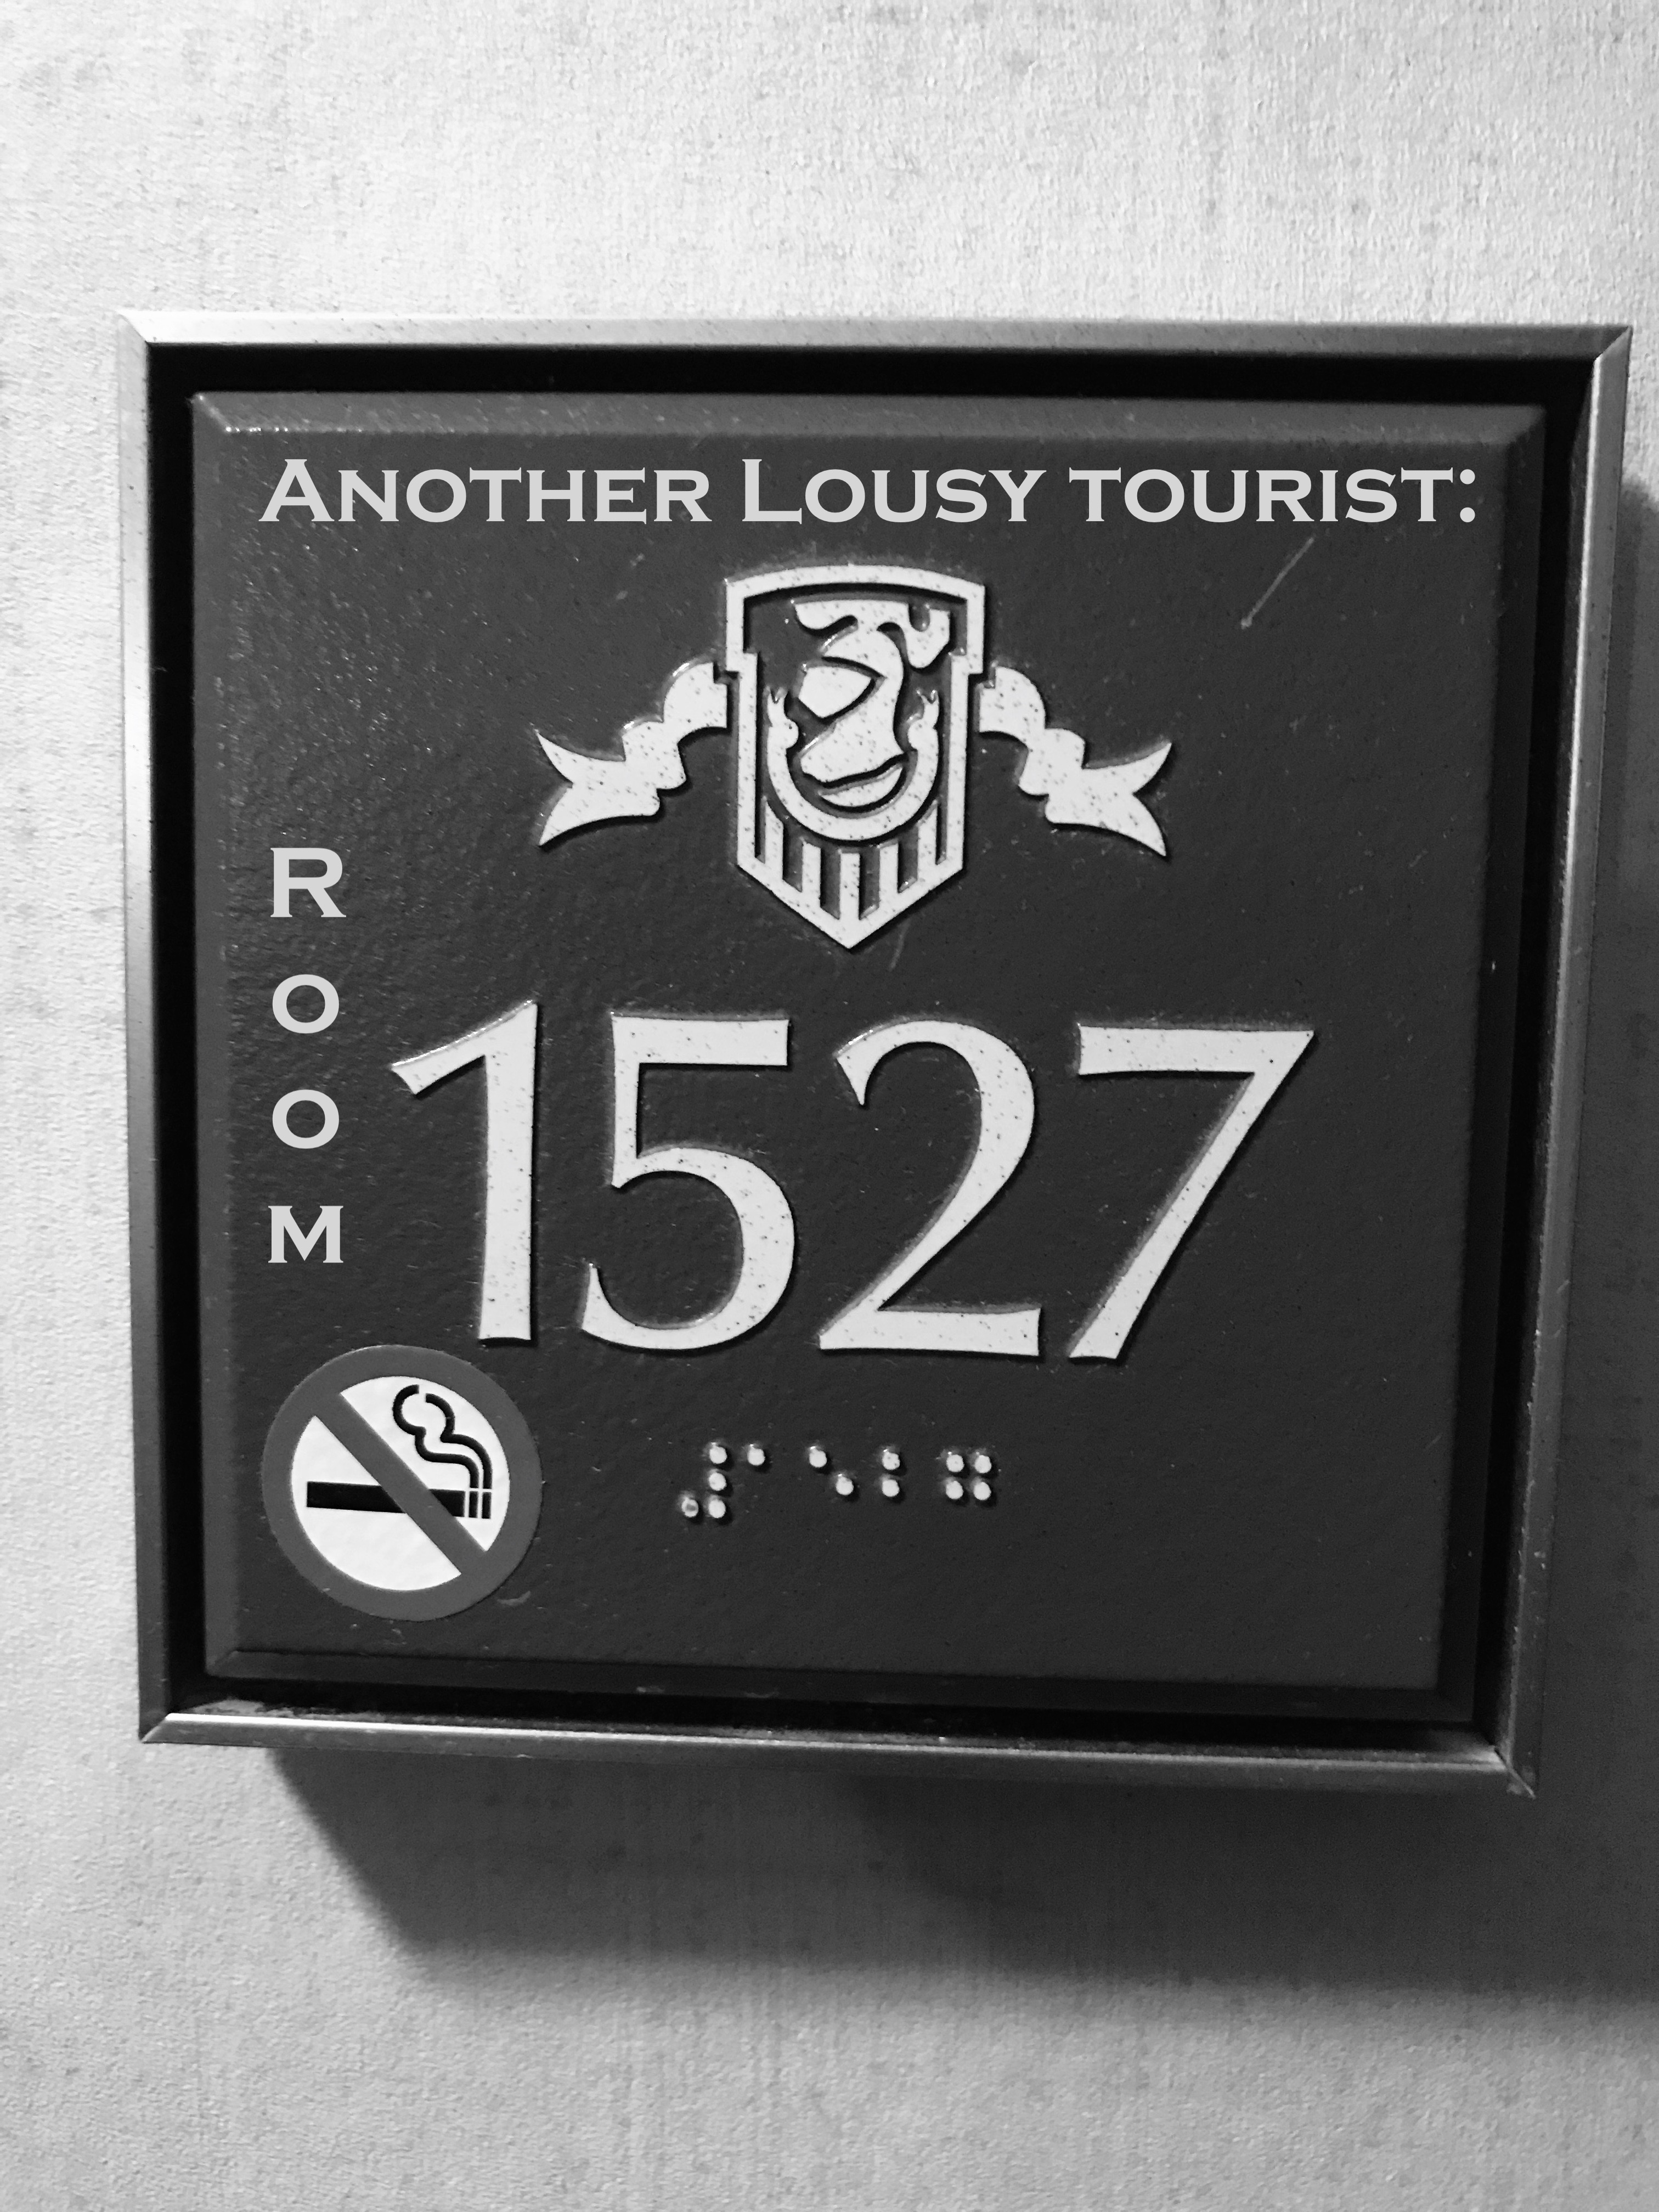 ANOTHER LOUSY TOURIST:
ROOM
1527
⠼⠁⠑⠃⠛